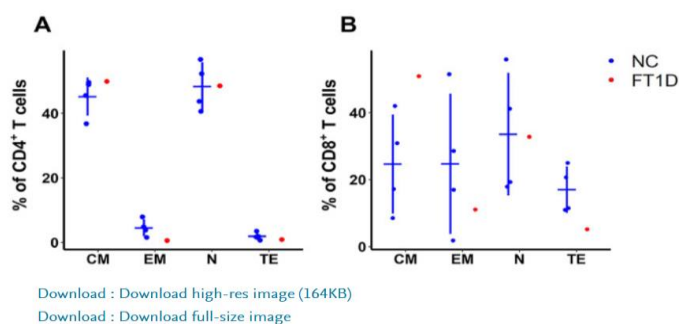 A
B
% of CD4⁺ T cells
40
20
0
CM EM N TE
% of CD8⁺ T cells
60
40
20
0
CM EM N TE
NC
FT1D
Download : Download high-res image (164KB)
Download : Download full-size image